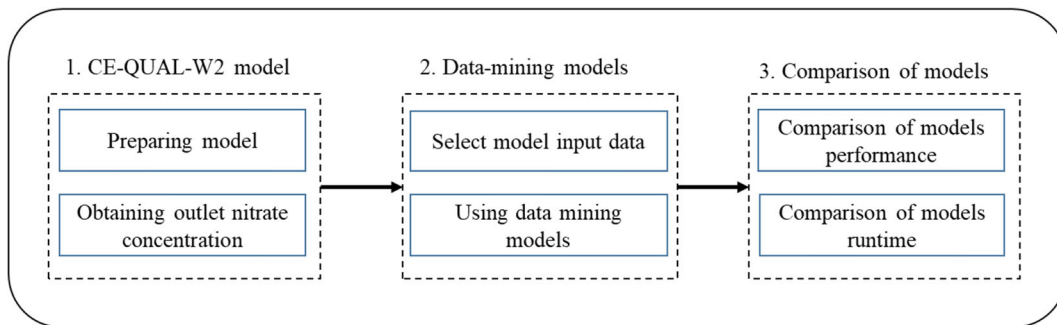 1. CE-QUAL-W2 model
Preparing model
Obtaining outlet nitrate
concentration
2. Data-mining models
Select model input data
Using data mining
models
3. Comparison of models
Comparison of models
performance
Comparison of models
runtime